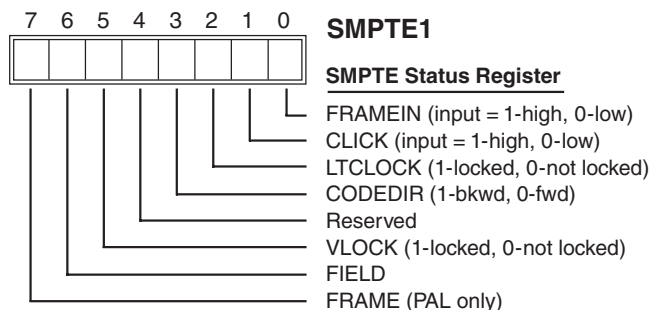 7 6 5 4 3 2 1 0
SMPTE1
SMPTE Status Register
FRAMEIN (input = 1-high, 0-low)
CLICK (input = 1-high, 0-low)
LTCLOCK (1-locked, 0-not locked)
CODEDIR (1-bkwd, 0-fwd)
Reserved
VLOCK (1-locked, 0-not locked)
FIELD
FRAME (PAL only)